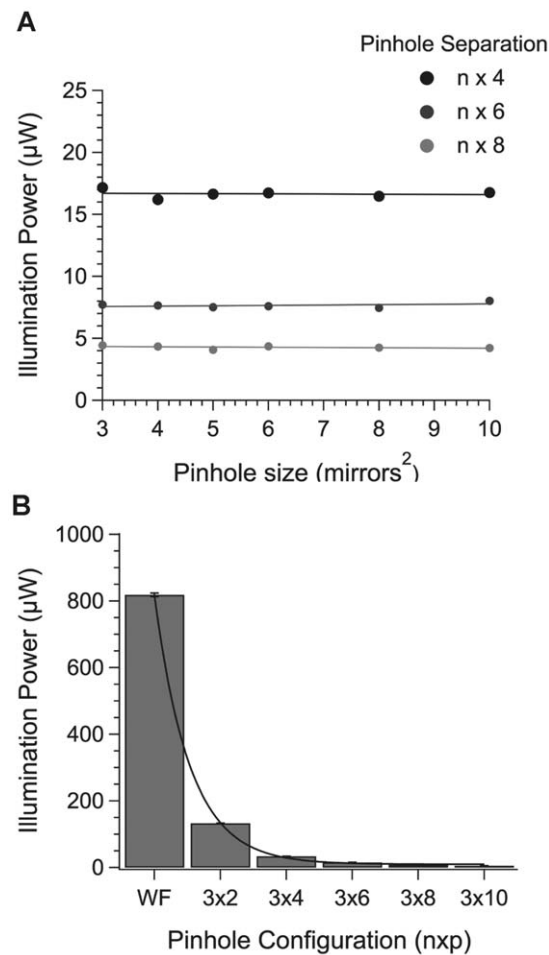 A
Pinhole Separation
n x 4
n x 6
n x 8
25
20
15
10
5
0
Illumination Power (µW)
3 4 5 6 7 8 9 10
Pinhole size (mirrors²)
B
1000
800
600
400
200
0
Illumination Power (µW)
WF 3x2 3x4 3x6 3x8 3x10
Pinhole Configuration (nxp)